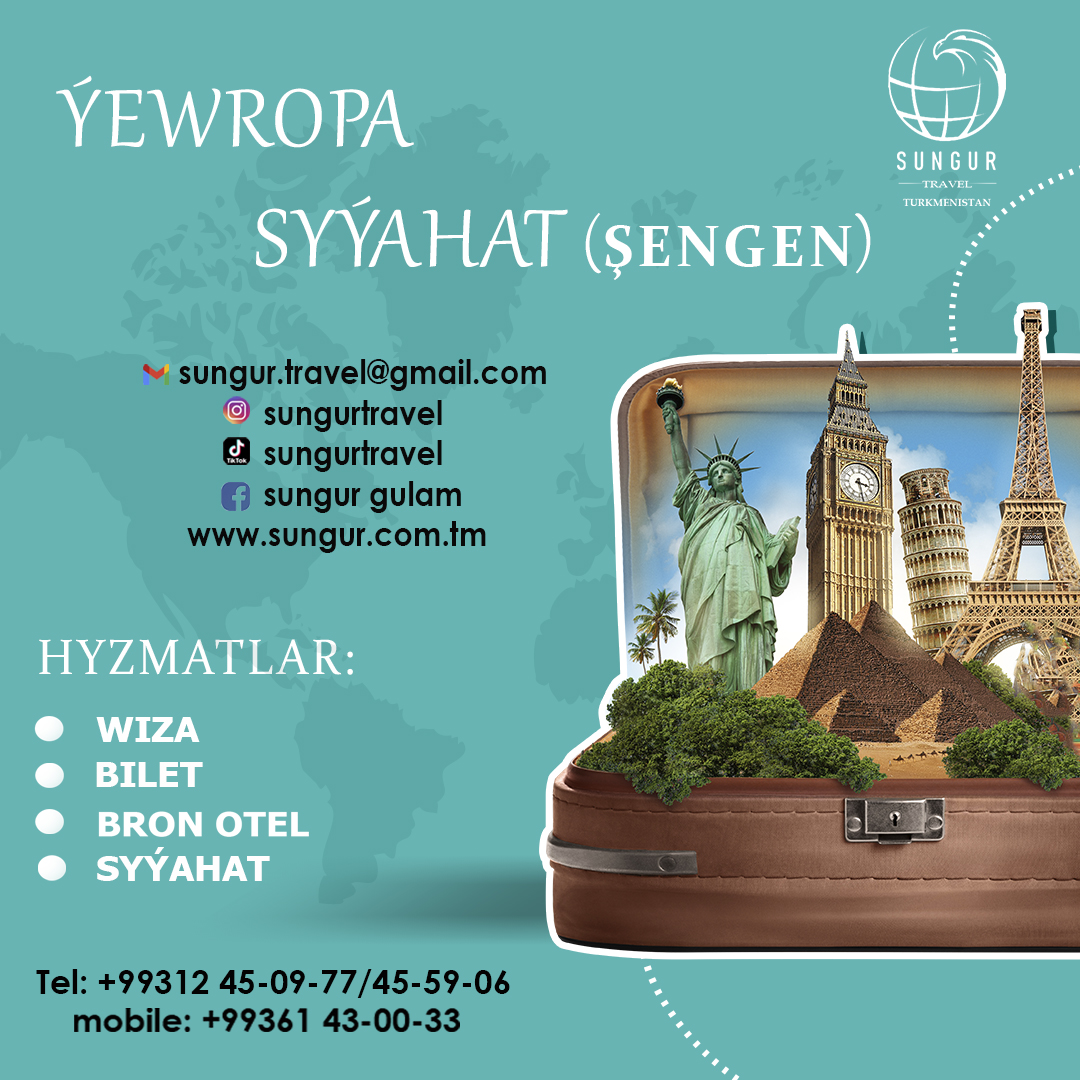 SUNGUR
TRAVEL
TURKMENISTAN
ÝEWROPA
SYÝAHAT (ŞENGEN)
sungur.travel@gmail.com
sungurtravel
TikTok
sungurtravel
sungur gulam
www.sungur.com.tm
HYZMATLAR:
WIZA
BILET
BRON OTEL
SYÝAHAT
Tel: +99312 45-09-77/45-59-06
mobile: +99361 43-00-33